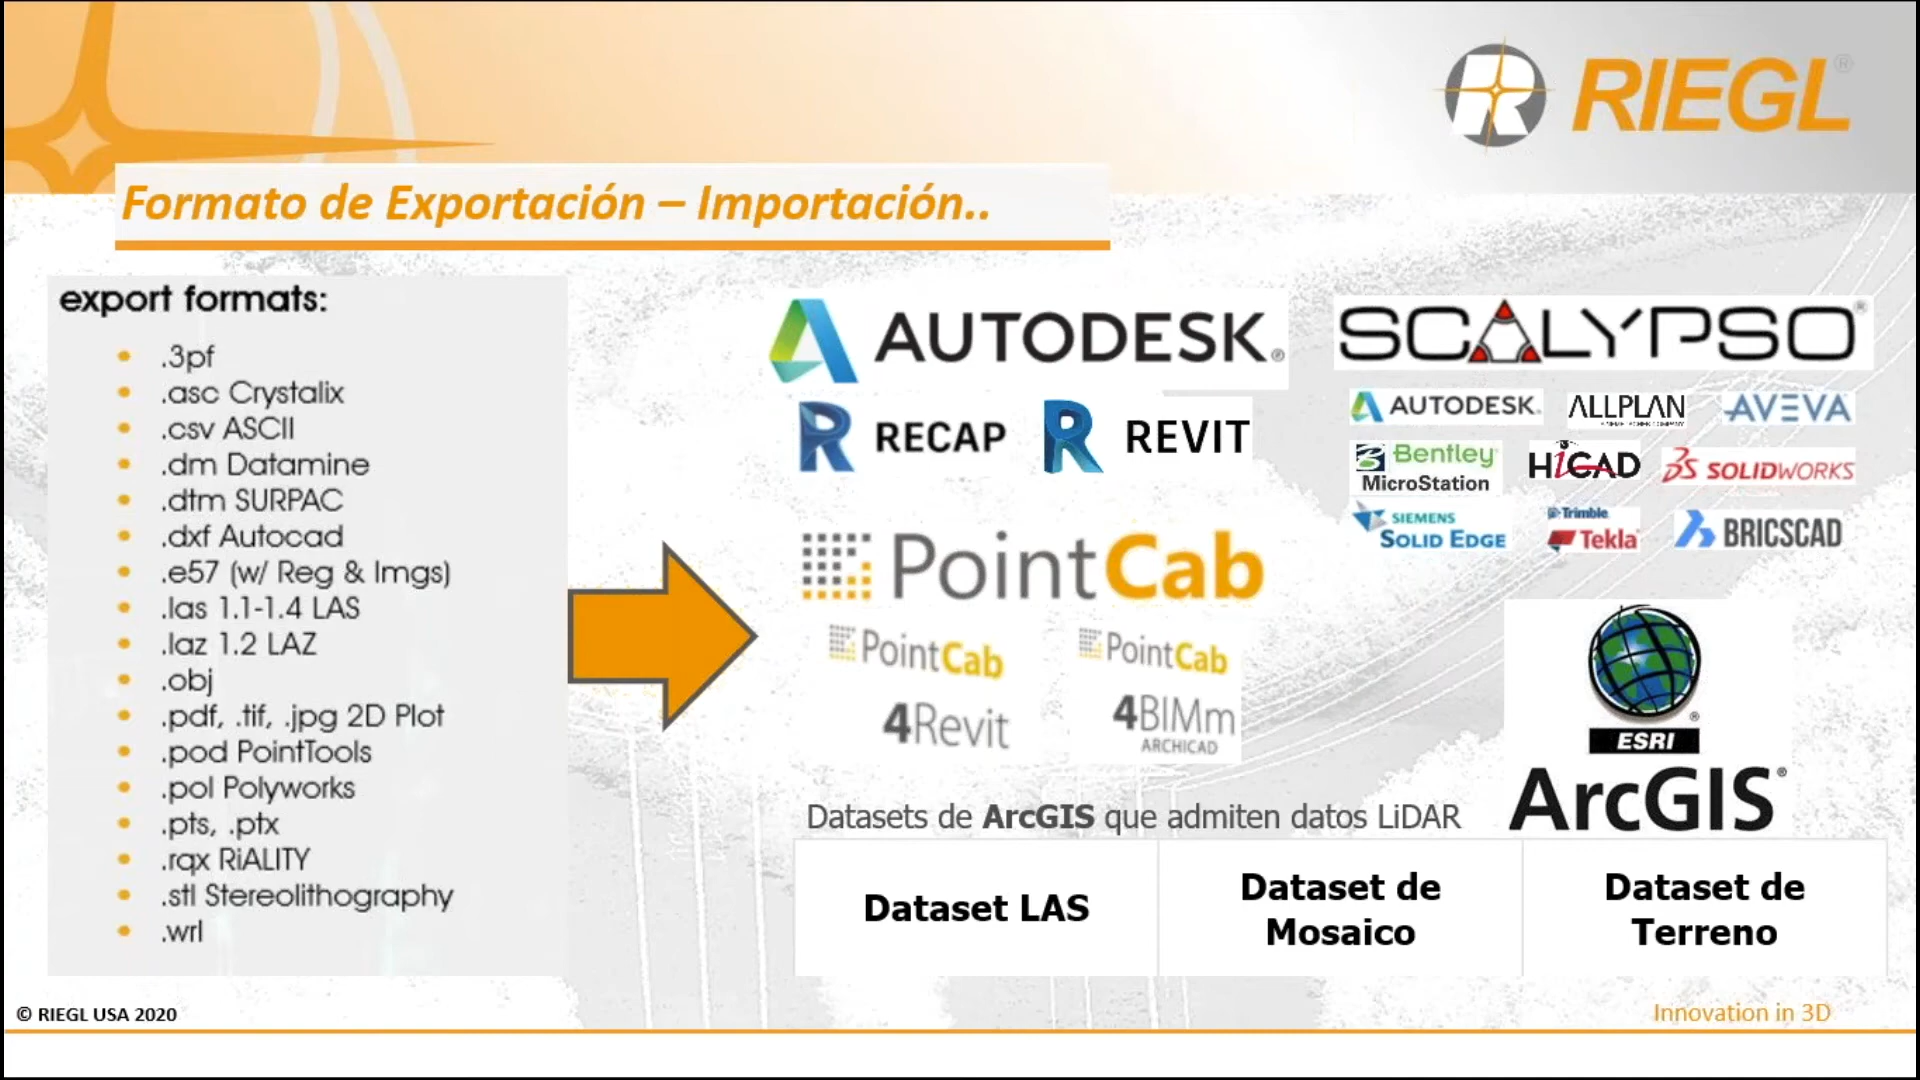 RIEGL®
Formato de Exportación – Importación..
export formats:
• .3pf
• .asc Crystalix
• .csv ASCII
• .dm Datamine
• .dtm SURPAC
• .dxf Autocad
• .e57 (w/ Reg & Imgs)
• .las 1.1-1.4 LAS
• .laz 1.2 LAZ
• .obj
• .pdf, .tif, .jpg 2D Plot
• .pod PointTools
• .pol Polyworks
• .pts, .ptx
• .rqx RiALITY
• .stl Stereolithography
• .wrl
AUTODESK®
R RECAP R REVIT
PointCab
PointCab
4Revit
PointCab
4BIMm
ARCHICAD
SCALYPSO®
AUTODESK. ALLPLAN AVEVA
Bentley
MicroStation
HiCAD SOLIDWORKS
SIEMENS
SOLID EDGE
Trimble
Tekla
BRICSCAD
ESRI
ArcGIS®
Datasets de ArcGIS que admiten datos LiDAR
Dataset LAS
Dataset de
Mosaico
Dataset de
Terreno
© RIEGL USA 2020
Innovation in 3D